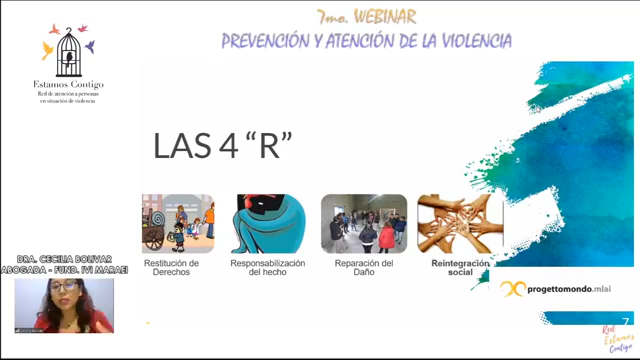 7mo. WEBINAR
PREVENCIÓN Y ATENCIÓN DE LA VIOLENCIA
Estamos Contigo
Red de atención a personas
en situación de violencia
LAS 4 “R”
Restitución de
Derechos
Responsabilización
del hecho
Reparación del
Daño
Reintegración
social
DRA. CECILIA BOLIVAR
ABOGADA - FUND. IVI MARAEI
progettomondo.mlal
7
Red
Estamos
Contigo